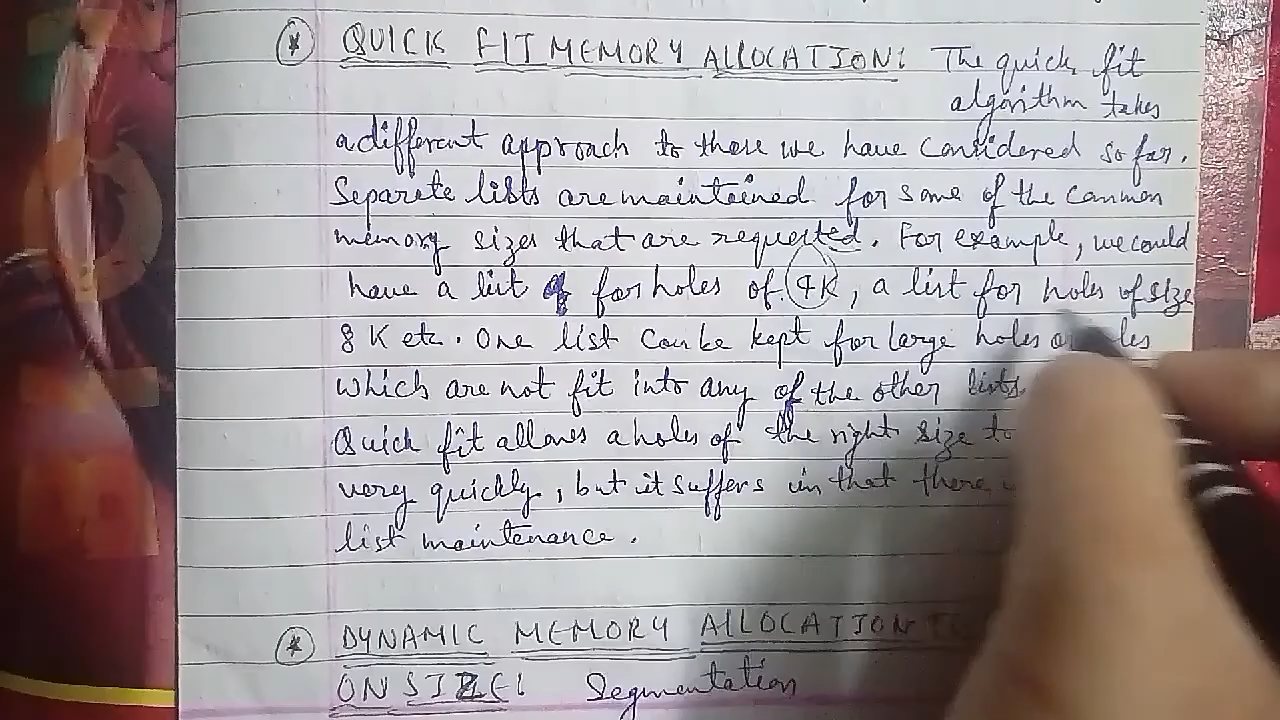 * QUICK FIT MEMORY ALLOCATION: The quick fit
algorithm takes
a different approach to those we have considered so far.
Separate lists are maintained for some of the common
memory sizes that are requested. For example, we could
have a list of for holes of 4K, a list for holes of size
8K etc. One list can be kept for large holes or
which are not fit into any of the other lists
Quick fit allows a holes of the right size to
very quickly, but it suffers in that there
list maintenance.
* DYNAMIC MEMORY ALLOCATION
ON SIZE: Segmentation